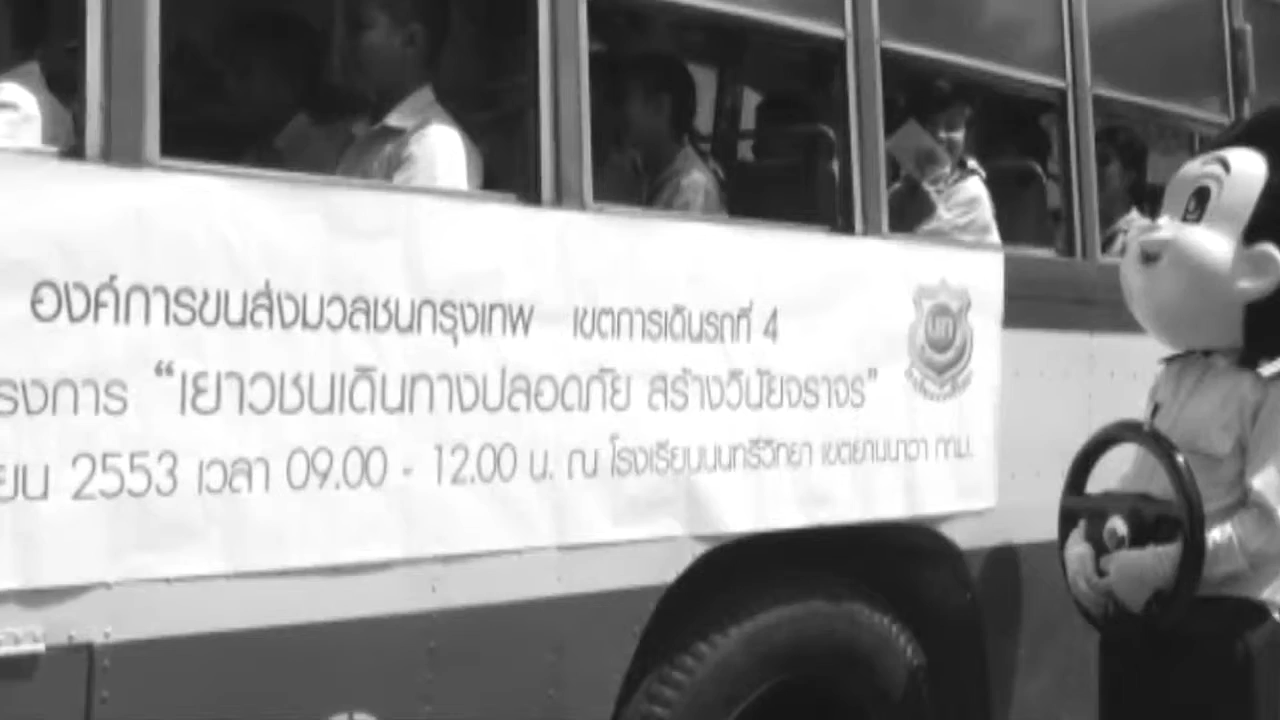 องค์การขนส่งมวลชนกรุงเทพ เขตการเดินรถที่ 4
รงการ "เยาวชนเดินทางปลอดภัย สร้างวินัยจราจร"
ยน 2553 เวลา 09.00 - 12.00 น. ณ โรงเรียนนนทรีวิทยา เขตยานนาวา กทม.